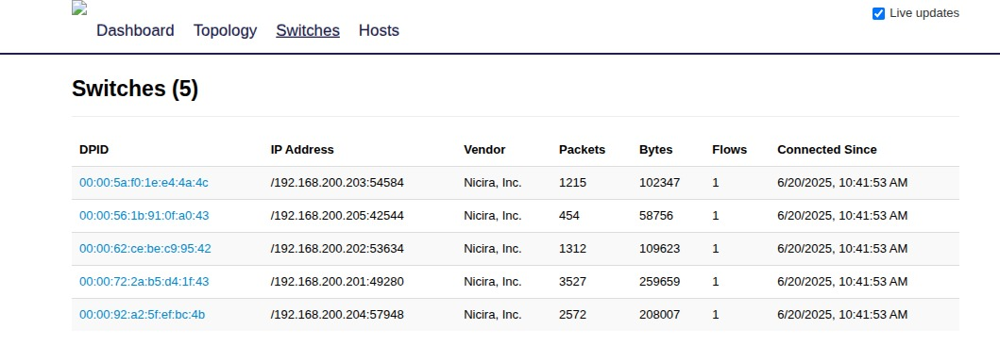 Dashboard Topology Switches Hosts
Live updates
Switches (5)
DPID IP Address Vendor Packets Bytes Flows Connected Since
00:00:5a:f0:1e:e4:4a:4c /192.168.200.203:54584 Nicira, Inc. 1215 102347 1 6/20/2025, 10:41:53 AM
00:00:56:1b:91:0f:a0:43 /192.168.200.205:42544 Nicira, Inc. 454 58756 1 6/20/2025, 10:41:53 AM
00:00:62:ce:be:c9:95:42 /192.168.200.202:53634 Nicira, Inc. 1312 109623 1 6/20/2025, 10:41:53 AM
00:00:72:2a:b5:d4:1f:43 /192.168.200.201:49280 Nicira, Inc. 3527 259659 1 6/20/2025, 10:41:53 AM
00:00:92:a2:5f:ef:bc:4b /192.168.200.204:57948 Nicira, Inc. 2572 208007 1 6/20/2025, 10:41:53 AM